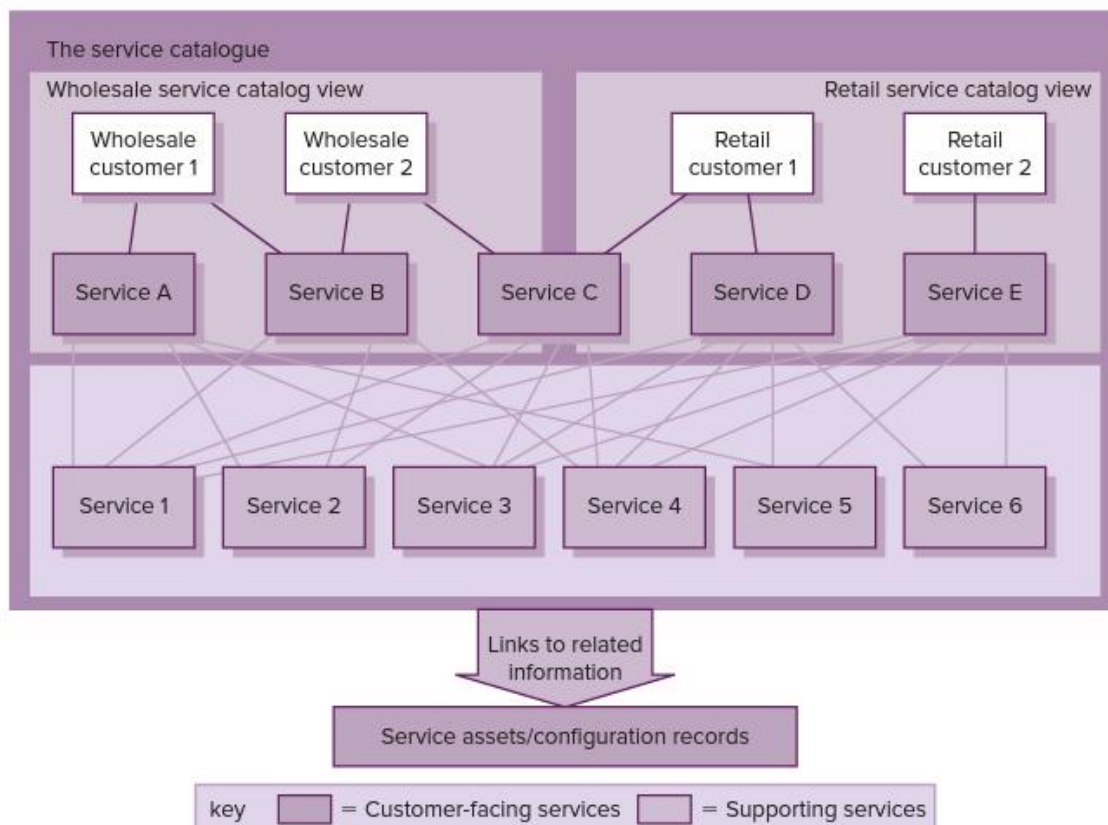 The service catalogue
Wholesale service catalog view
Retail service catalog view
Wholesale
customer 1
Wholesale
customer 2
Retail
customer 1
Retail
customer 2
Service A
Service B
Service C
Service D
Service E
Service 1
Service 2
Service 3
Service 4
Service 5
Service 6
Links to related
information
Service assets/configuration records
key = Customer-facing services = Supporting services